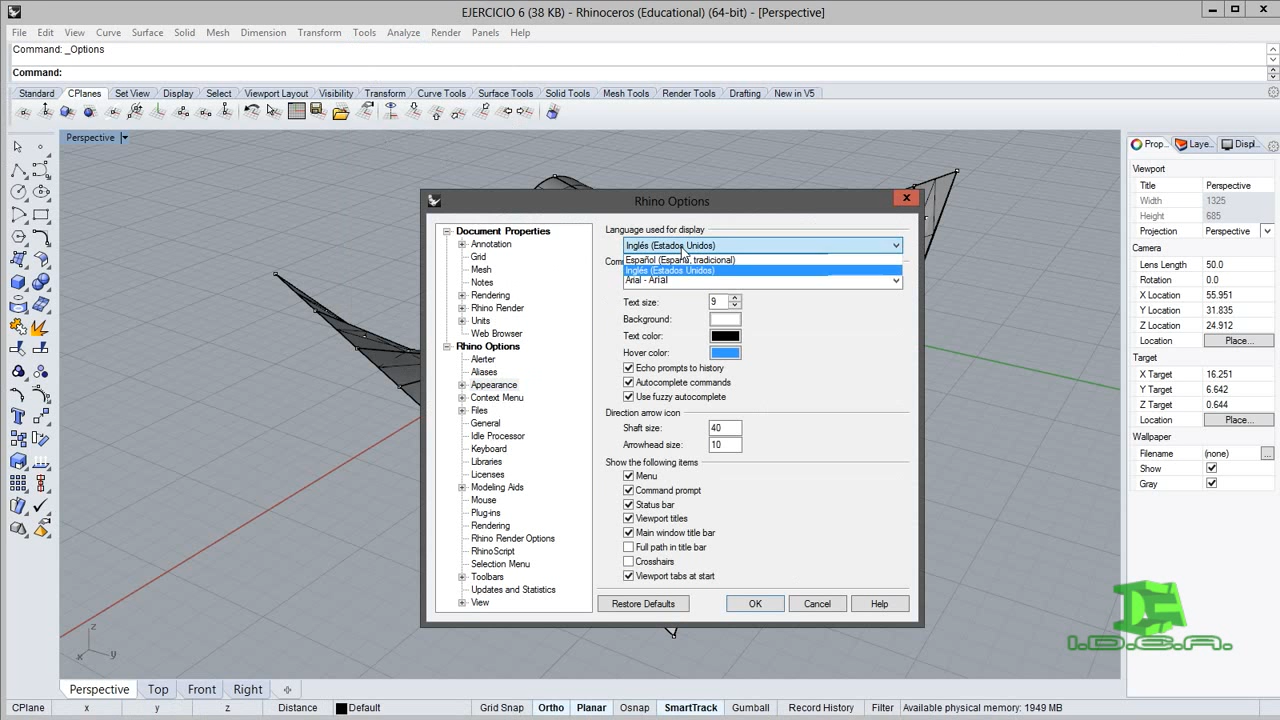 EJERCICIO 6 (38 KB) - Rhinoceros (Educational) (64-bit) - [Perspective]
File Edit View Curve Surface Solid Mesh Dimension Transform Tools Analyze Render Panels Help
Command: _Options
Command:
Standard CPlanes Set View Display Select Viewport Layout Visibility Transform Curve Tools Surface Tools Solid Tools Mesh Tools Render Tools Drafting New in V5
Perspective
Rhino Options
Document Properties
Annotation
Grid
Mesh
Notes
Rendering
Rhino Render
Units
Web Browser
Rhino Options
Alerter
Aliases
Appearance
Context Menu
Files
General
Idle Processor
Keyboard
Libraries
Licenses
Modeling Aids
Mouse
Plug-ins
Rendering
Rhino Render Options
RhinoScript
Selection Menu
Toolbars
Updates and Statistics
View
Language used for display
Inglés (Estados Unidos)
Español (España, tradicional)
Inglés (Estados Unidos)
Arial - Arial
Text size: 9
Background:
Text color:
Hover color:
Echo prompts to history
Autocomplete commands
Use fuzzy autocomplete
Direction arrow icon
Shaft size: 40
Arrowhead size: 10
Show the following items
Menu
Command prompt
Status bar
Viewport titles
Main window title bar
Full path in title bar
Crosshairs
Viewport tabs at start
Restore Defaults OK Cancel Help
Prop... Laye... Displ...
Viewport
Title Perspective
Width 1325
Height 685
Projection Perspective
Camera
Lens Length 50.0
Rotation 0.0
X Location 55.951
Y Location 31.835
Z Location 24.912
Location Place...
Target
X Target 16.251
Y Target 6.642
Z Target 0.644
Location Place...
Wallpaper
Filename (none) ...
Show
Gray
I.D.E.A.
z
x y
Perspective Top Front Right
CPlane x y z Distance Default Grid Snap Ortho Planar Osnap SmartTrack Gumball Record History Filter Available physical memory: 1949 MB